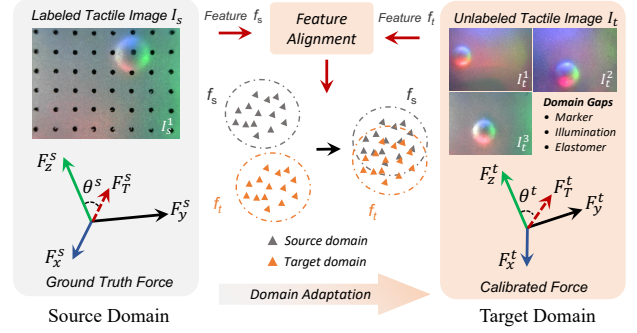 Labeled Tactile Image I_s
I_s^1
F_z^s
θ^s
F_T^s
F_y^s
F_x^s
Ground Truth Force
Source Domain
Feature f_s
Feature
Alignment
Feature f_t
f_s
f_t
f_s
f_t
Source domain
Target domain
Domain Adaptation
Unlabeled Tactile Image I_t
I_t^1
I_t^2
I_t^3
Domain Gaps
• Marker
• Illumination
• Elastomer
F_z^t
θ^t
F_T^t
F_y^t
F_x^t
Calibrated Force
Target Domain